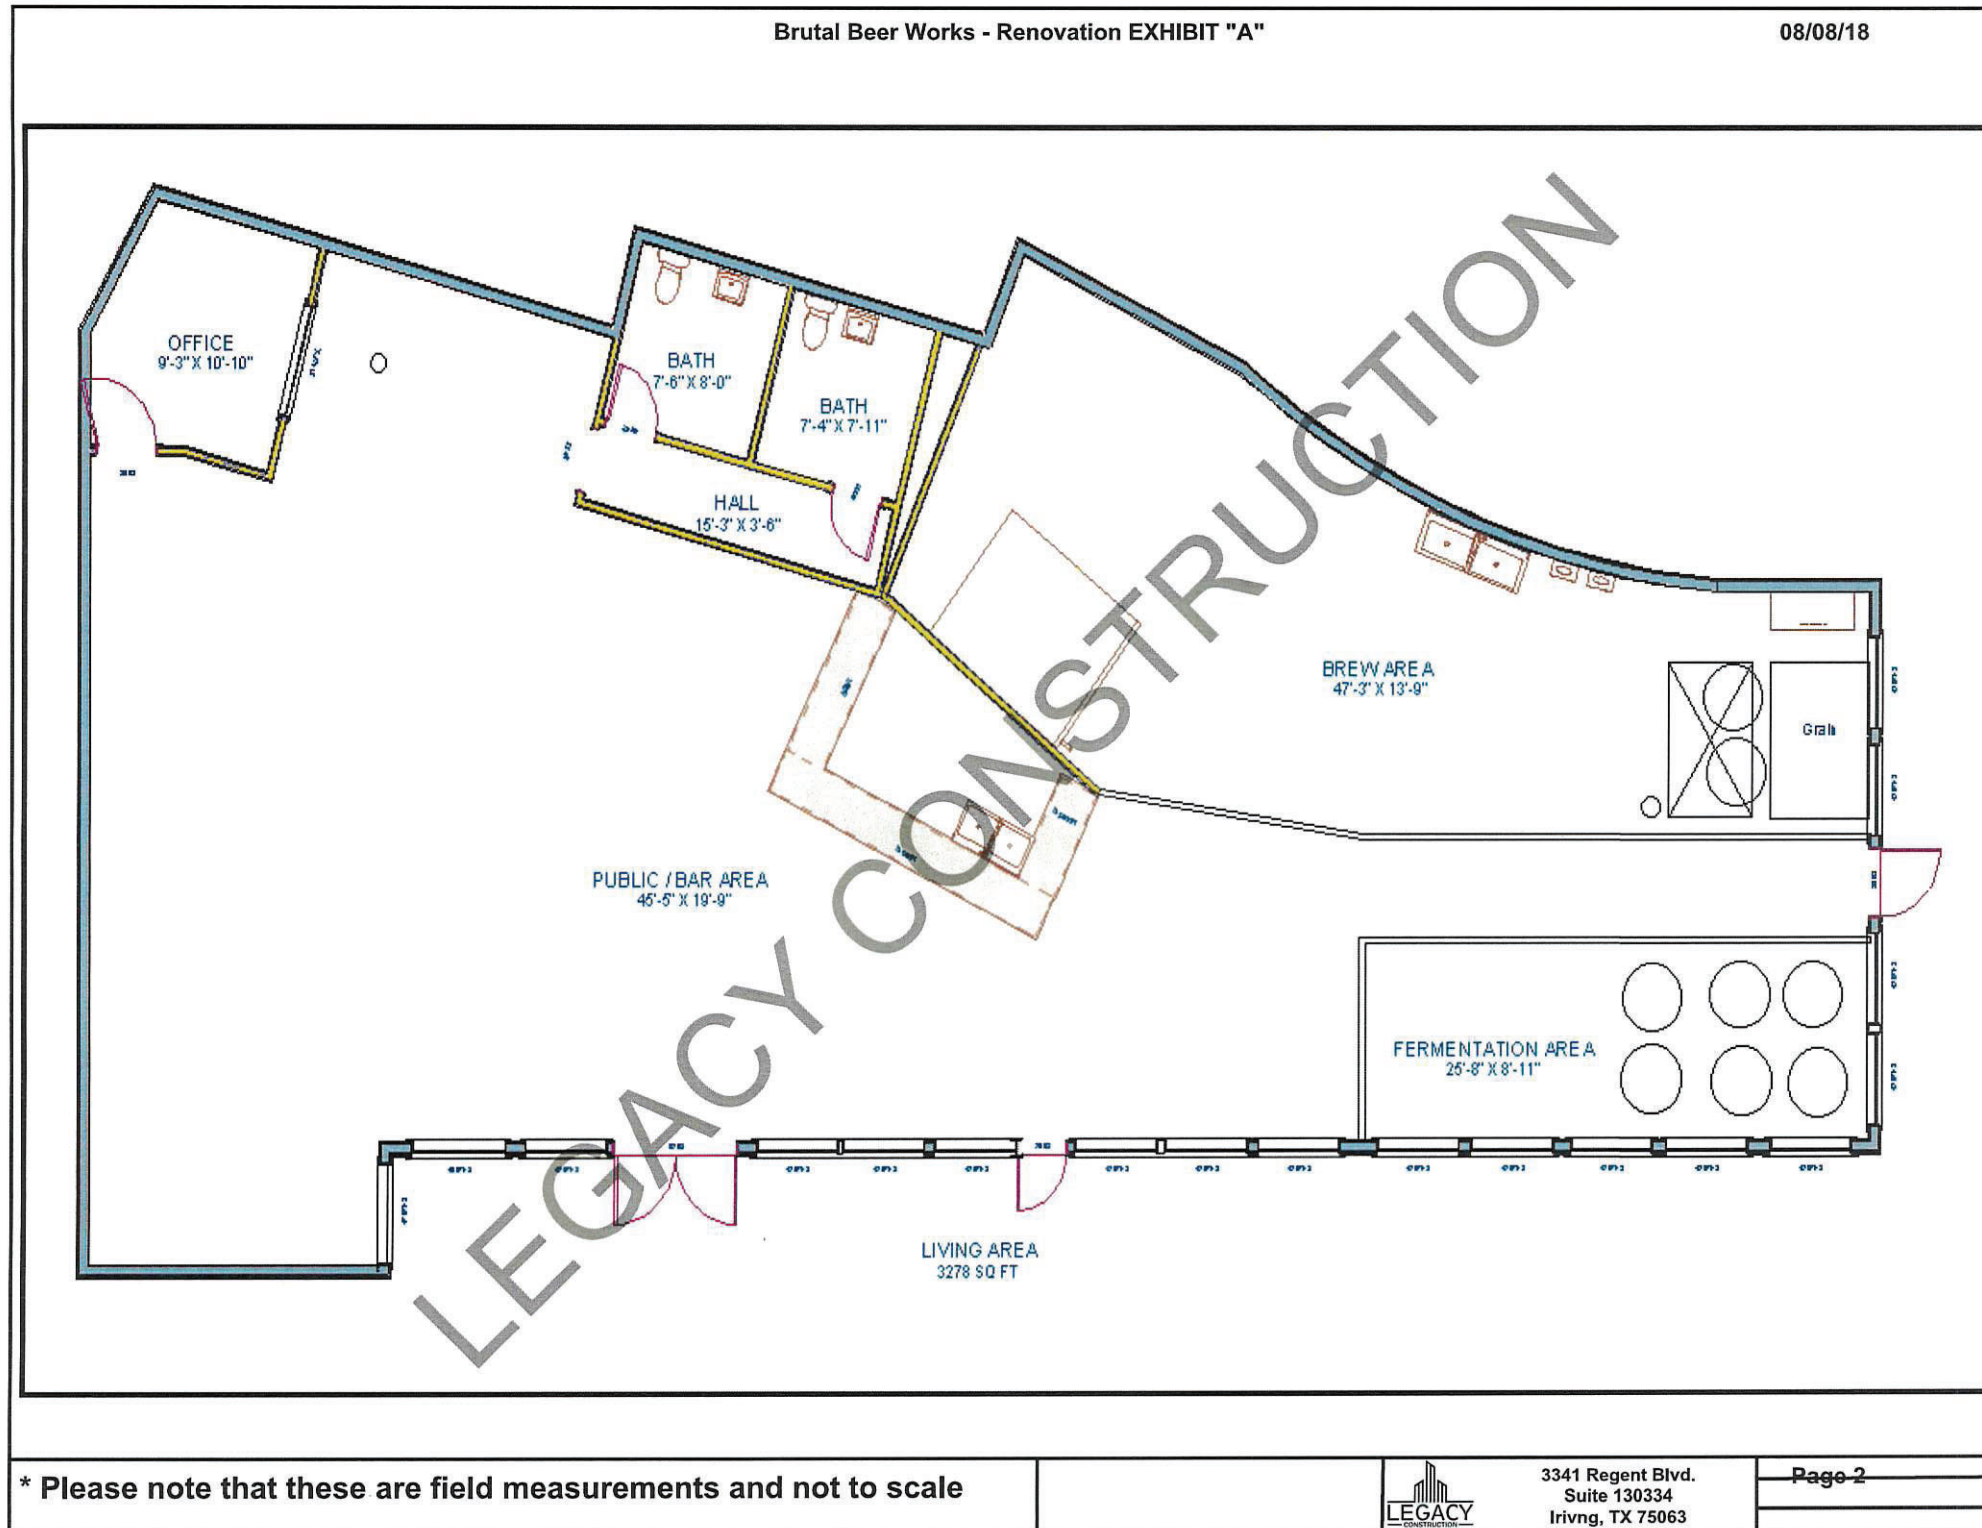 Brutal Beer Works - Renovation EXHIBIT "A"
08/08/18
OFFICE
9'-3" X 10'-10"
BATH
7'-6" X 8'-0"
BATH
7'-4" X 7'-11"
HALL
15'-3" X 3'-6"
BREW AREA
47'-3" X 13'-9"
Grain
PUBLIC / BAR AREA
45'-5" X 19'-9"
FERMENTATION AREA
25'-8" X 8'-11"
LIVING AREA
3278 SQ FT
LEGACY CONSTRUCTION
* Please note that these are field measurements and not to scale
LEGACY
CONSTRUCTION
3341 Regent Blvd.
Suite 130334
Irivng, TX 75063
Page 2